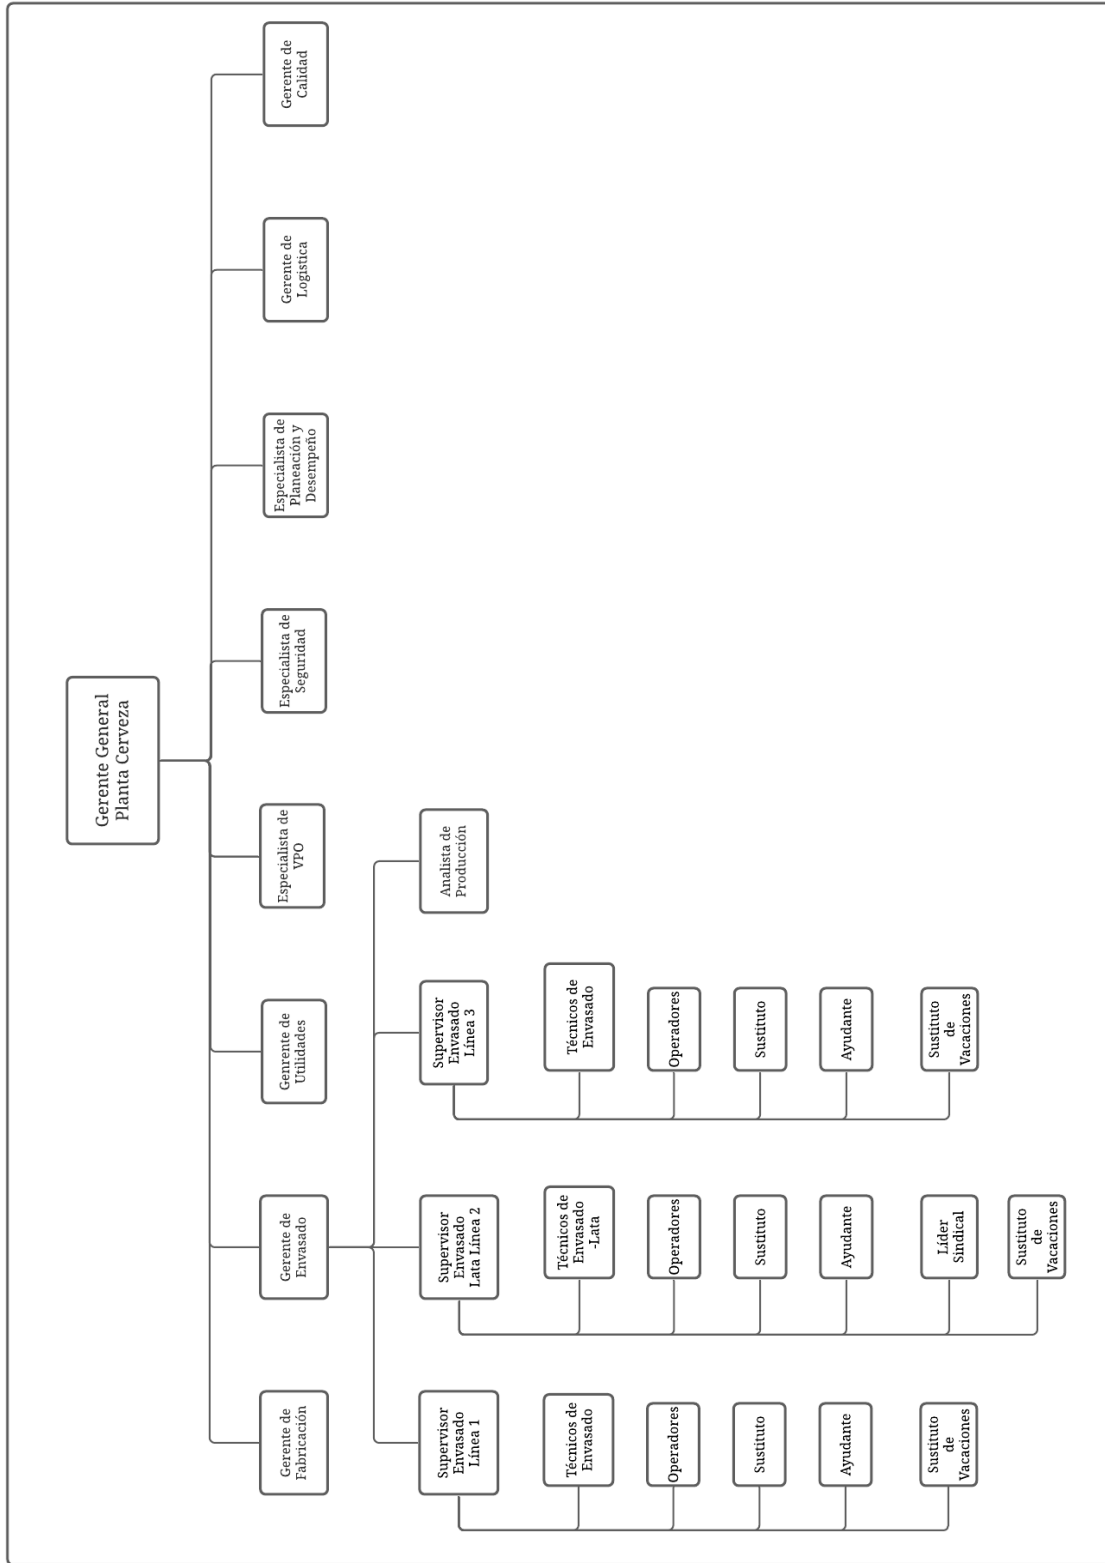 Gerente General
Planta Cerveza
Gerente de
Fabricación
Gerente de
Envasado
Genrente de
Utilidades
Especialista de
VPO
Especialista de
Seguridad
Especialista de
Planeación y
Desempeño
Gerente de
Logistica
Gerente de
Calidad
Supervisor
Envasado
Línea 1
Supervisor
Envasado
Lata Línea 2
Supervisor
Envasado
Línea 3
Analista de
Producción
Técnicos de
Envasado
Técnicos de
Envasado
-Lata
Técnicos de
Envasado
Operadores
Operadores
Operadores
Sustituto
Sustituto
Sustituto
Ayudante
Ayudante
Ayudante
Sustituto
de
Vacaciones
Líder
Sindical
Sustituto
de
Vacaciones
Sustituto
de
Vacaciones